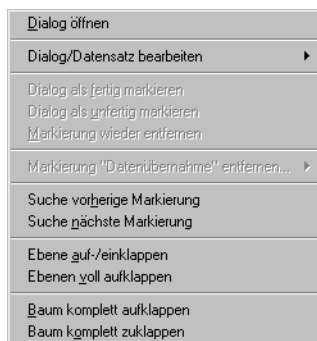 Dialog öffnen
Dialog/Datensatz bearbeiten
Dialog als fertig markieren
Dialog als unfertig markieren
Markierung wieder entfernen
Markierung "Datenübernahme" entfernen...
Suche vorherige Markierung
Suche nächste Markierung
Ebene auf-/einklappen
Ebenen voll aufklappen
Baum komplett aufklappen
Baum komplett zuklappen